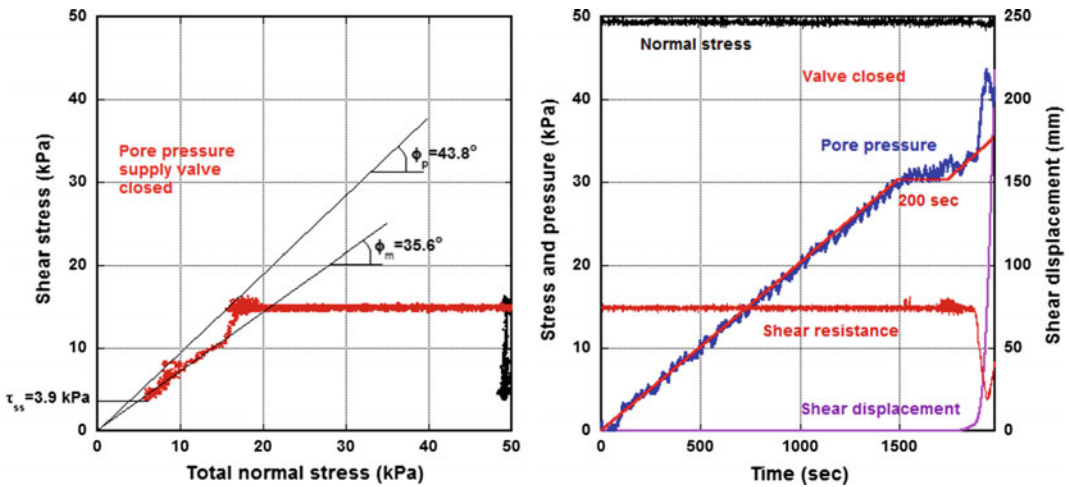 50
40
30
20
10
0
Shear stress (kPa)
Pore pressure
supply valve
closed
ϕp=43.8°
ϕm=35.6°
τss=3.9 kPa
0
10
20
30
40
50
Total normal stress (kPa)
50
40
30
20
10
0
Stress and pressure (kPa)
Normal stress
Valve closed
Pore pressure
200 sec
Shear resistance
Shear displacement
0
500
1000
1500
Time (sec)
250
200
150
100
50
0
Shear displacement (mm)